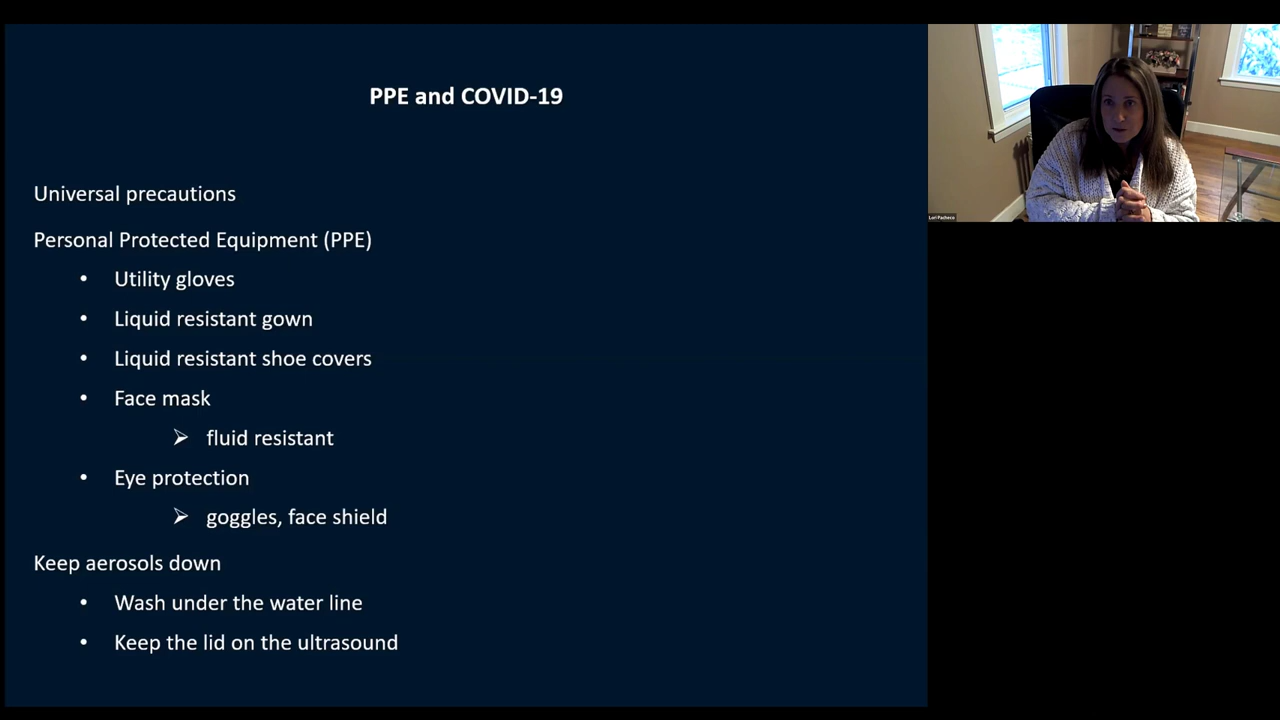 PPE and COVID-19
Universal precautions
Personal Protected Equipment (PPE)
• Utility gloves
• Liquid resistant gown
• Liquid resistant shoe covers
• Face mask
➢ fluid resistant
• Eye protection
➢ goggles, face shield
Keep aerosols down
• Wash under the water line
• Keep the lid on the ultrasound
Lori Pacheco